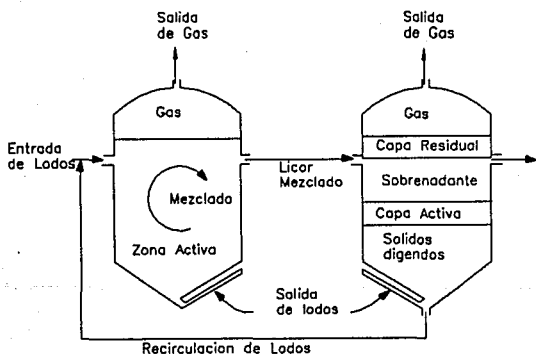 Salida
de Gas
Salida
de Gas
Gas
Gas
Entrada
de Lodos
Capa Residual
Licor
Mezclado
Mezclado
Sobrenadante
Capa Activa
Zona Activa
Solidos
digendos
Salida
de lodos
Recirculacion de Lodos